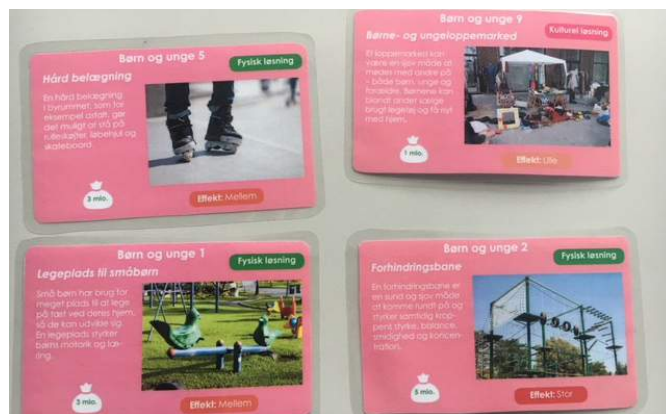 Børn og unge 5
Fysisk løsning
Hård belægning
En hård belægning
i byrummet, som for
eksempel asfalt, gør
det muligt at stå på
rulleskøjter, løbehjul og
skateboard
3 mio.
Effekt: Mellem
Børn og unge 9
Kulturel løsning
Børne- og ungeloppemarked
Et loppemarked kan
være en sjov måde at
mødes med andre på
– både børn, unge og
forældre. Børnene kan
blandt andet sælge
brugt legetøj og få nyt
med hjem.
1 mio.
Effekt: Lille
Børn og unge 1
Fysisk løsning
Legeplads til småbørn
Små børn har brug for
meget plads til at lege
på tæt ved deres hjem,
så de kan udvikle sig.
En legeplads styrker
børns motorik og læ-
ring.
3 mio.
Effekt: Mellem
Børn og unge 2
Fysisk løsning
Forhindringsbane
En forhindringsbane er
en sund og sjov måde
at komme rundt på og
styrker samtidig krop-
pens styrke, balance,
smidighed og koncen-
tration.
5 mio.
Effekt: Stor